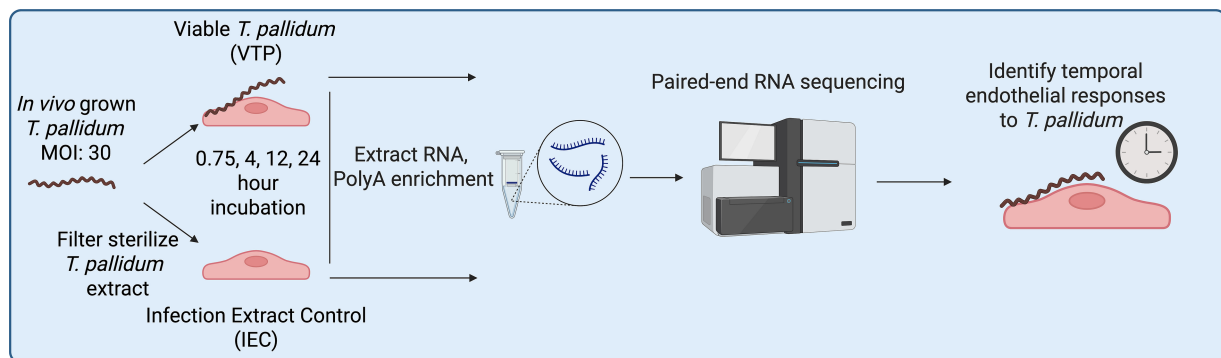 In vivo grown
T. pallidum
MOI: 30
Viable T. pallidum
(VTP)
0.75, 4, 12, 24
hour
incubation
Filter sterilize
T. pallidum
extract
Infection Extract Control
(IEC)
Extract RNA,
PolyA enrichment
Paired-end RNA sequencing
Identify temporal
endothelial responses
to T. pallidum